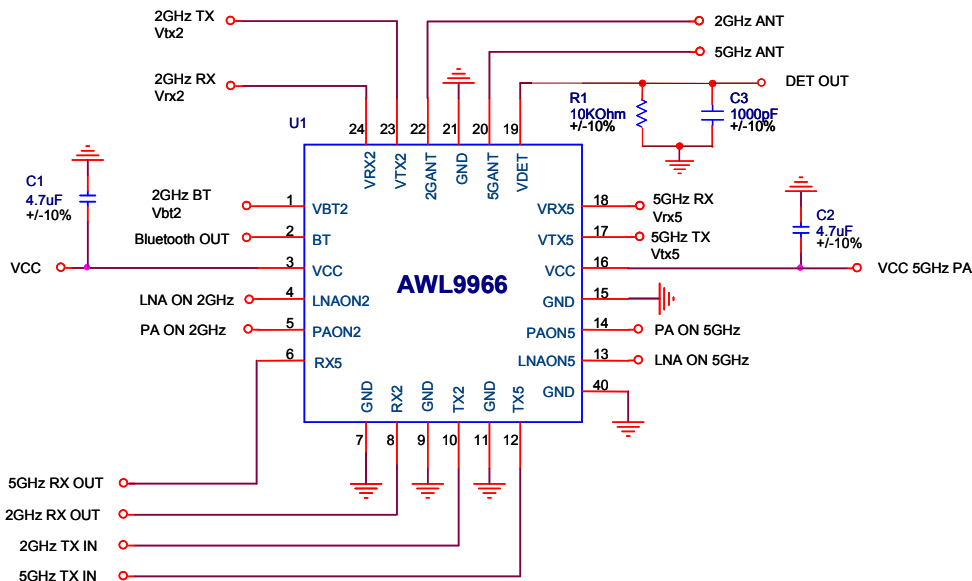 2GHz TX
Vtx2
2GHz ANT
5GHz ANT
2GHz RX
Vrx2
DET OUT
R1
10KOhm
+/-10%
C3
1000pF
+/-10%
U1
24
23
22
21
20
19
VRX2
VTX2
2GANT
GND
5GANT
VDET
C1
4.7uF
+/-10%
2GHz BT
Vbt2
1
VBT2
VRX5
18
5GHz RX
Vrx5
C2
4.7uF
+/-10%
Bluetooth OUT
2
BT
VTX5
17
5GHz TX
Vtx5
VCC
3
VCC
VCC
16
VCC 5GHz PA
AWL9966
LNA ON 2GHz
4
LNAON2
GND
15
PA ON 2GHz
5
PAON2
PAON5
14
PA ON 5GHz
6
RX5
LNAON5
13
LNA ON 5GHz
GND
40
GND
RX2
GND
TX2
GND
TX5
7
8
9
10
11
12
5GHz RX OUT
2GHz RX OUT
2GHz TX IN
5GHz TX IN